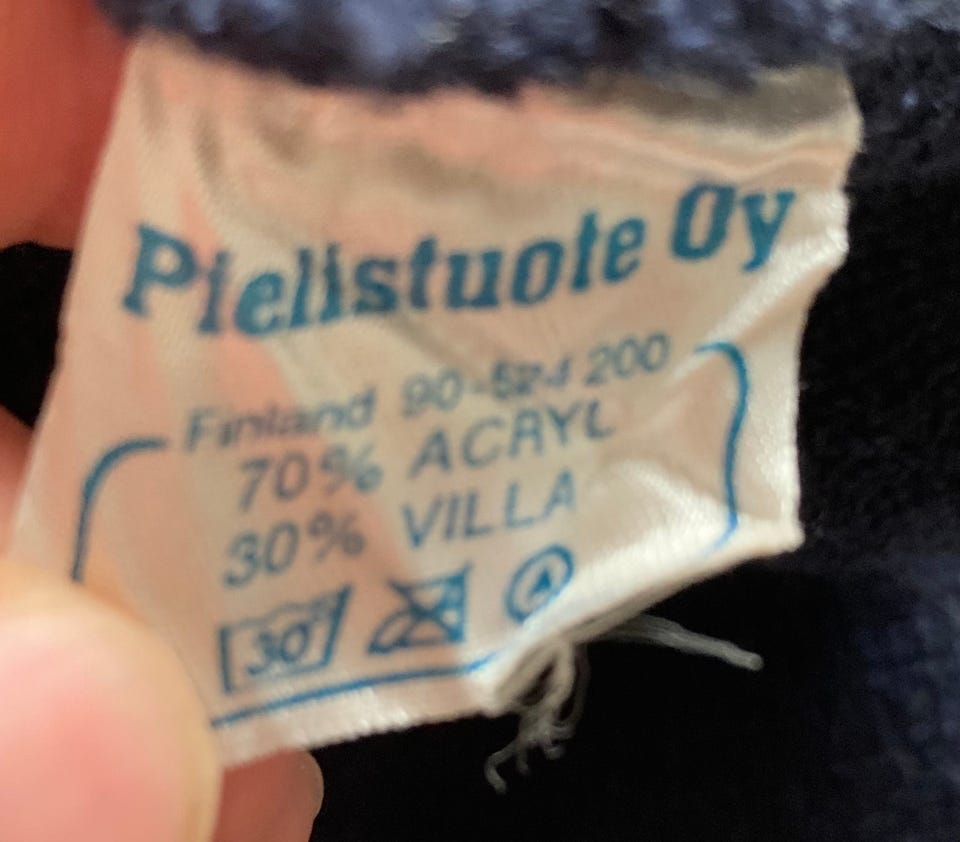 Pielistuote Oy
Finland 90-524 200
70% ACRYL
30% VILLA
30° A